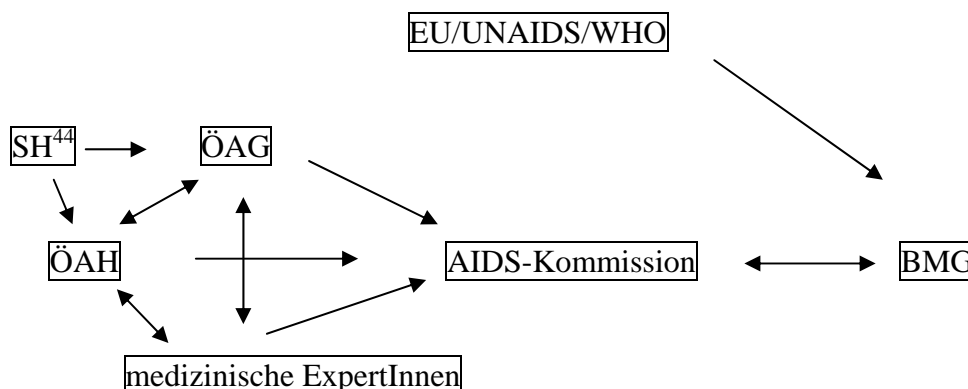 EU/UNAIDS/WHO
SH⁴⁴ ÖAG
ÖAH AIDS-Kommission BMG
medizinische ExpertInnen